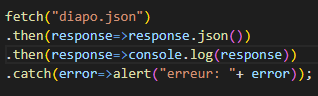 fetch("diapo.json")
.then(response=>response.json())
.then(response=>console.log(response))
.catch(error=>alert("erreur: "+ error));